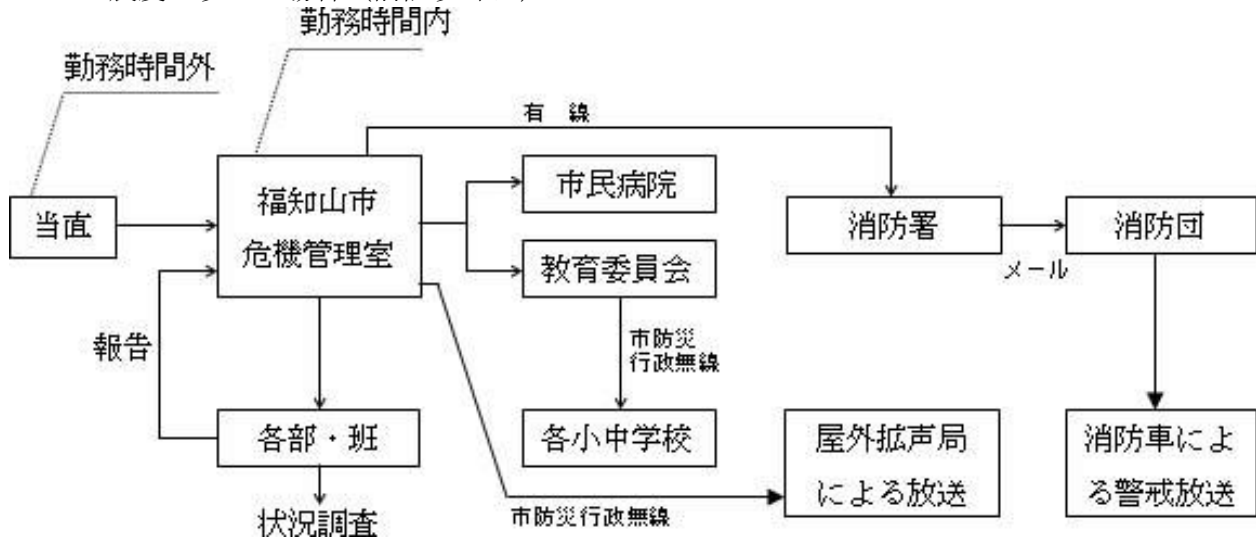 勤務時間内
勤務時間外
有 線
福知山市
危機管理室
市民病院
当直
消防署
消防団
教育委員会
メール
報告
市防災
行政無線
各部・班
各小中学校
屋外拡声局
による放送
消防車によ
る警戒放送
市防災行政無線
状況調査